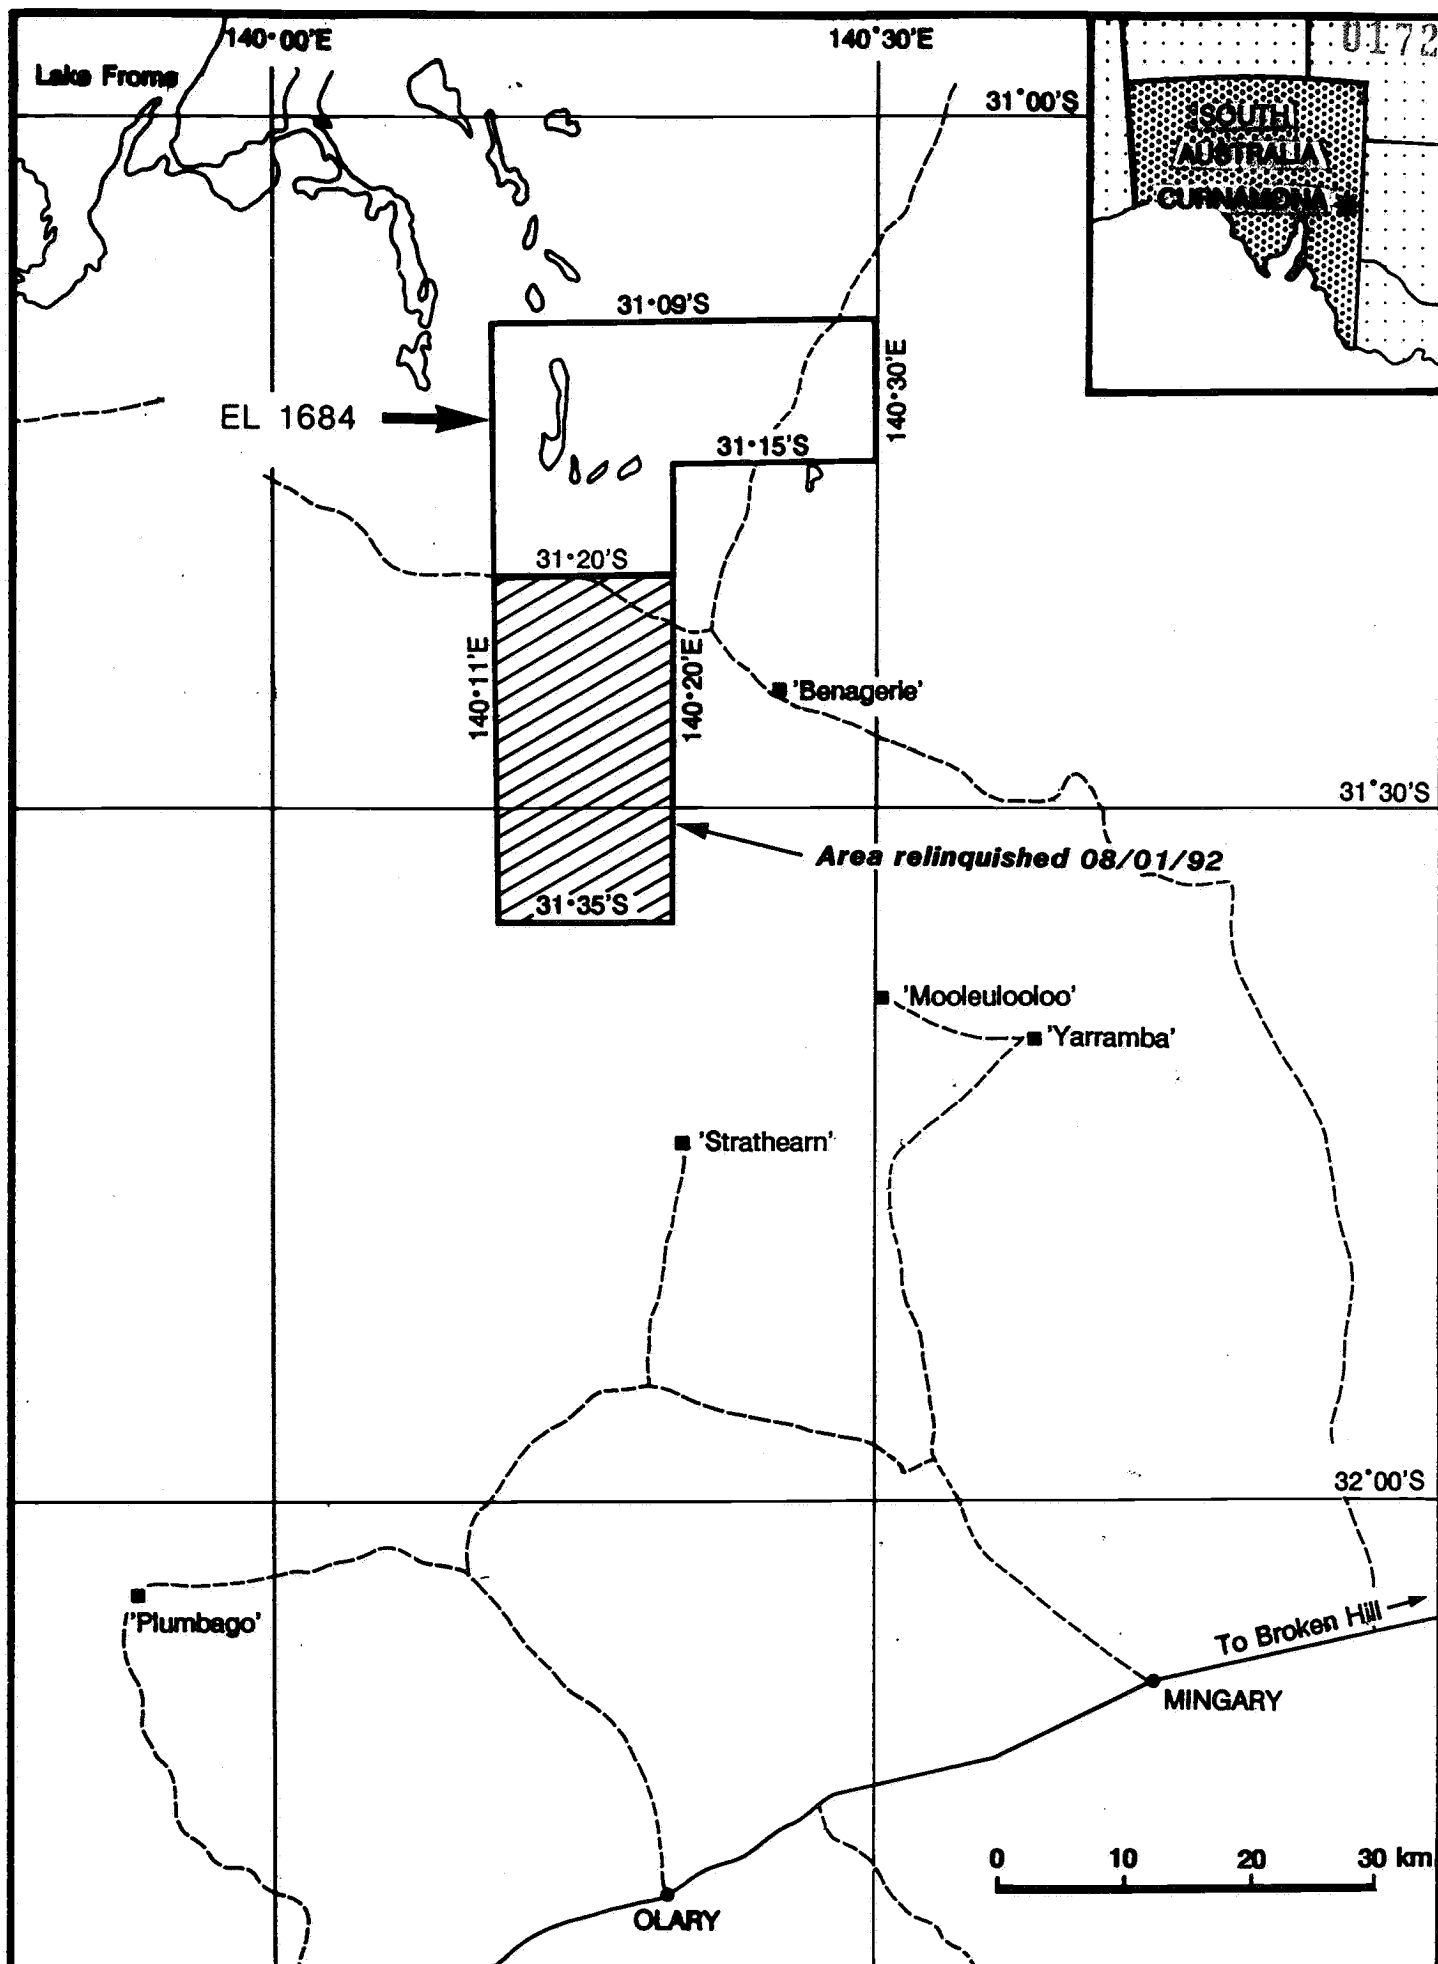 140°00'E
140°30'E
0172
Lake Frome
31°00'S
SOUTH
AUSTRALIA
CURNAMONA
31°09'S
140°30'E
EL 1684
31°15'S
31°20'S
140°11'E
140°20'E
'Benagerie'
31°30'S
Area relinquished 08/01/92
31°35'S
'Mooleulooloo'
'Yarramba'
'Strathearn'
32°00'S
'Plumbago'
To Broken Hill
MINGARY
0 10 20 30 km
OLARY